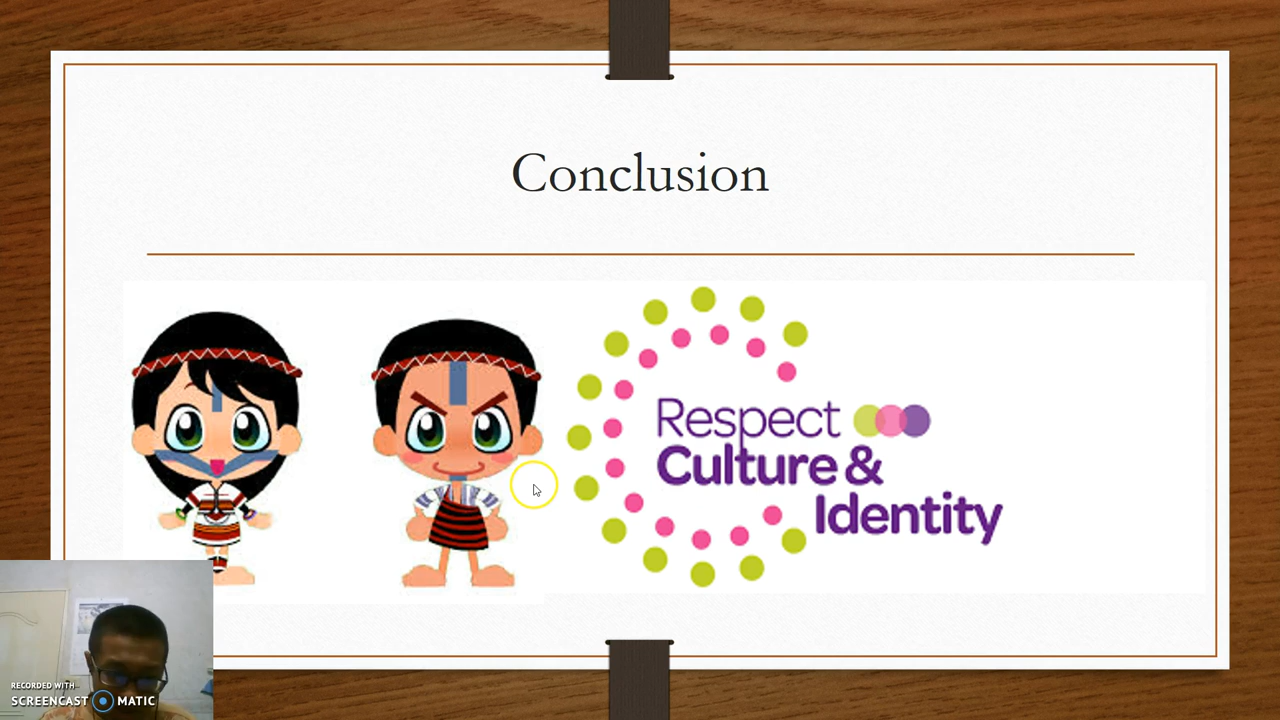 Conclusion
Respect
Culture &
Identity
RECORDED WITH
SCREENCAST MATIC